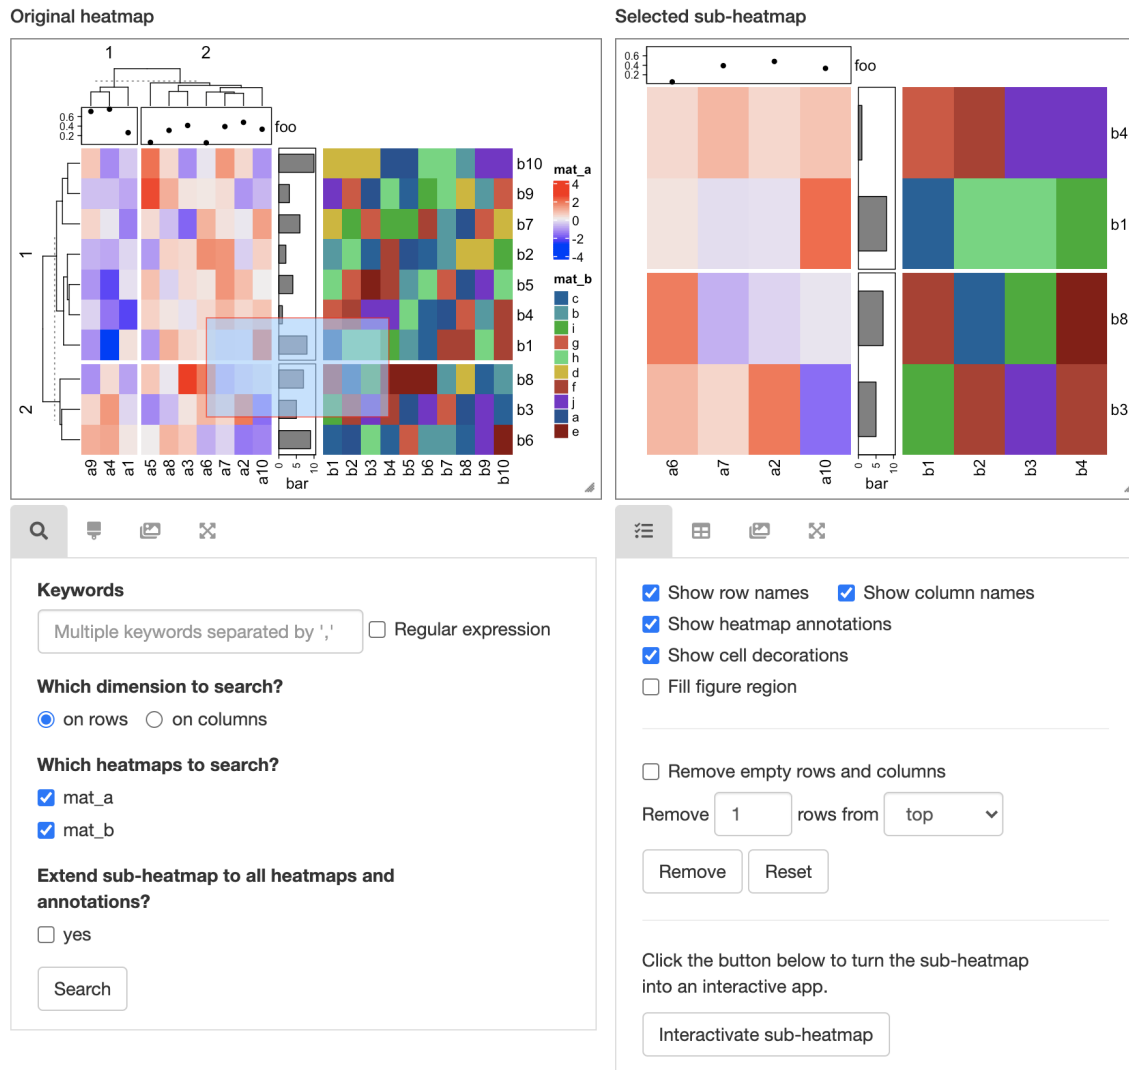 Original heatmap
1 2
0.6
0.4
0.2
foo
1
2
b10
b9
b7
b2
b5
b4
b1
b8
b3
b6
a9 a4 a1 a5 a8 a3 a6 a7 a2 a10
0 5 10
bar
b1 b2 b3 b4 b5 b6 b7 b8 b9 b10
mat_a
4
2
0
-2
-4
mat_b
c
b
i
g
h
d
f
j
a
e
Selected sub-heatmap
0.6
0.4
0.2
foo
b4
b1
b8
b3
a6 a7 a2 a10
0 5 10
bar
b1 b2 b3 b4
Keywords
Multiple keywords separated by ','
Regular expression
Which dimension to search?
on rows on columns
Which heatmaps to search?
mat_a
mat_b
Extend sub-heatmap to all heatmaps and
annotations?
yes
Search
Show row names Show column names
Show heatmap annotations
Show cell decorations
Fill figure region
Remove empty rows and columns
Remove 1 rows from top
Remove Reset
Click the button below to turn the sub-heatmap
into an interactive app.
Interactivate sub-heatmap